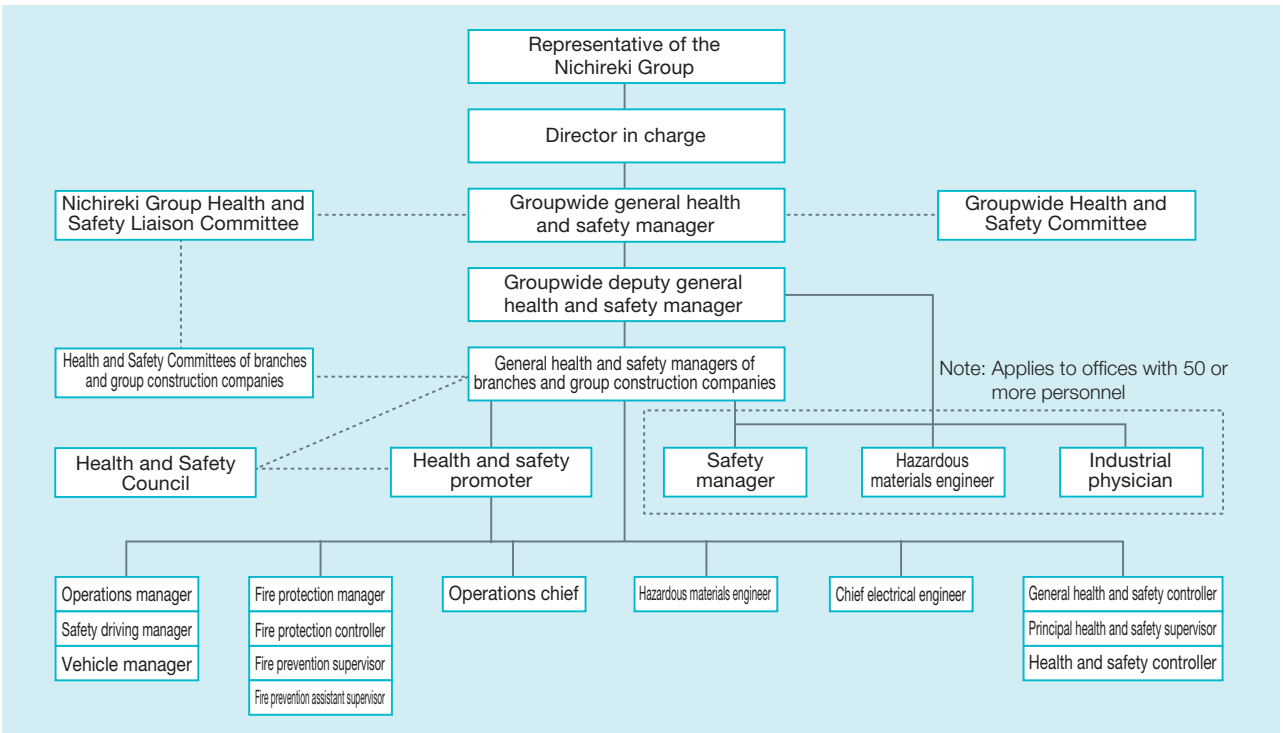 Representative of the
Nichireki Group
Director in charge
Nichireki Group Health and
Safety Liaison Committee
Groupwide general health
and safety manager
Groupwide Health and
Safety Committee
Groupwide deputy general
health and safety manager
Health and Safety Committees of branches
and group construction companies
General health and safety managers of
branches and group construction companies
Note: Applies to offices with 50 or
more personnel
Health and Safety
Council
Health and safety
promoter
Safety
manager
Hazardous
materials engineer
Industrial
physician
Operations manager
Safety driving manager
Vehicle manager
Fire protection manager
Fire protection controller
Fire prevention supervisor
Fire prevention assistant supervisor
Operations chief
Hazardous materials engineer
Chief electrical engineer
General health and safety controller
Principal health and safety supervisor
Health and safety controller